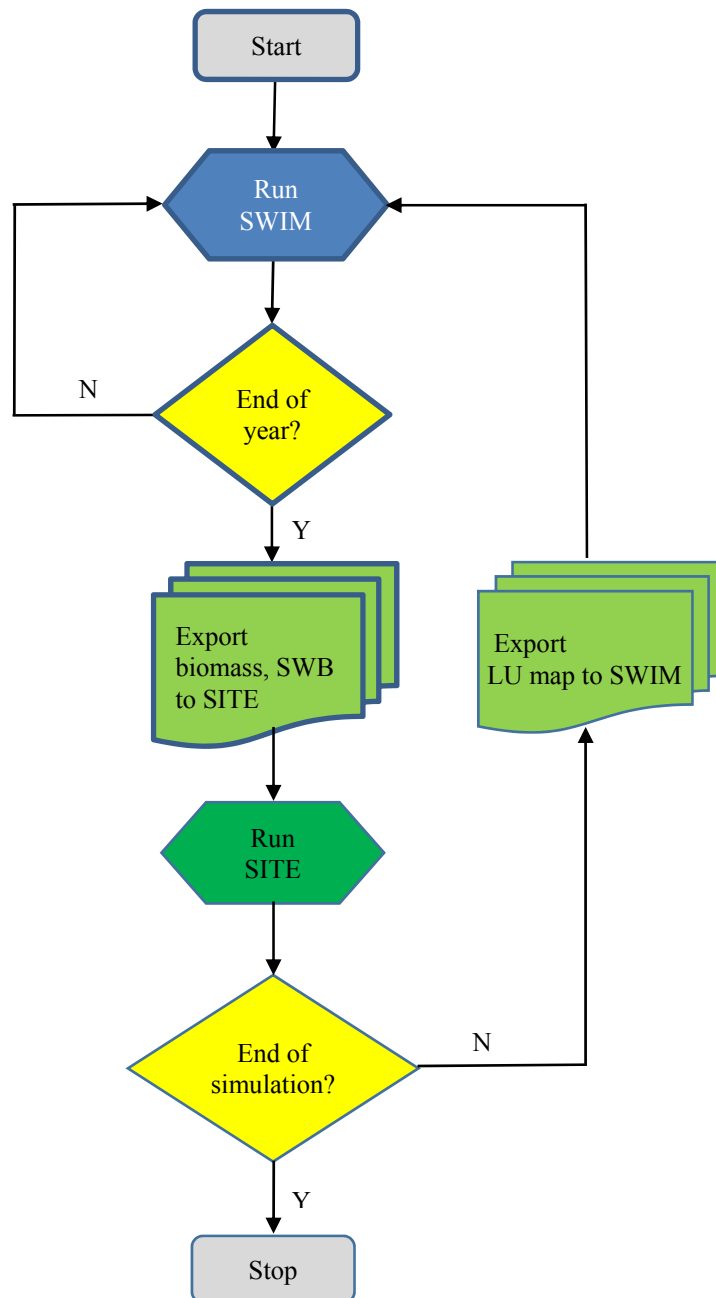 Start
Run
SWIM
N
End of
year?
Y
Export
biomass, SWB
to SITE
Export
LU map to SWIM
Run
SITE
N
End of
simulation?
Y
Stop